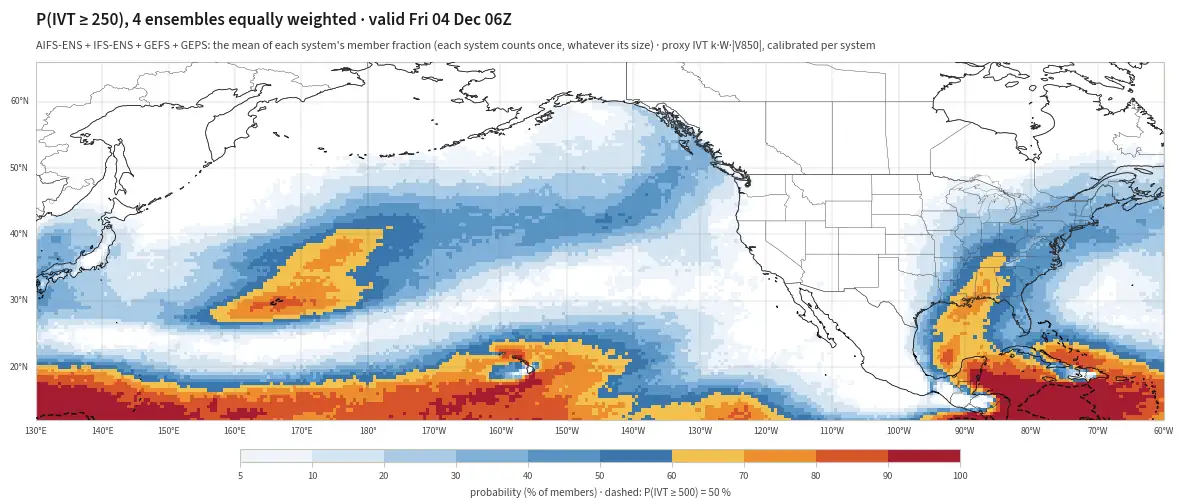 P(IVT ≥ 250), 4 ensembles equally weighted · valid Fri 04 Dec 06Z
AIFS-ENS + IFS-ENS + GEFS + GEPS: the mean of each system's member fraction (each system counts once, whatever its size) · proxy IVT k·W·|V850|, calibrated per system
60°N
50°N
40°N
30°N
20°N
130°E 140°E 150°E 160°E 170°E 180° 170°W 160°W 150°W 140°W 130°W 120°W 110°W 100°W 90°W 80°W 70°W 60°W
5 10 20 30 40 50 60 70 80 90 100
probability (% of members) · dashed: P(IVT ≥ 500) = 50 %